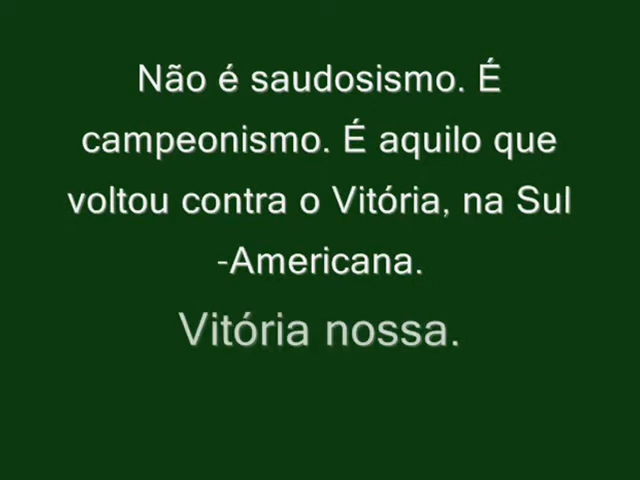 Não é saudosismo. É
campeonismo. É aquilo que
voltou contra o Vitória, na Sul
-Americana.
Vitória nossa.